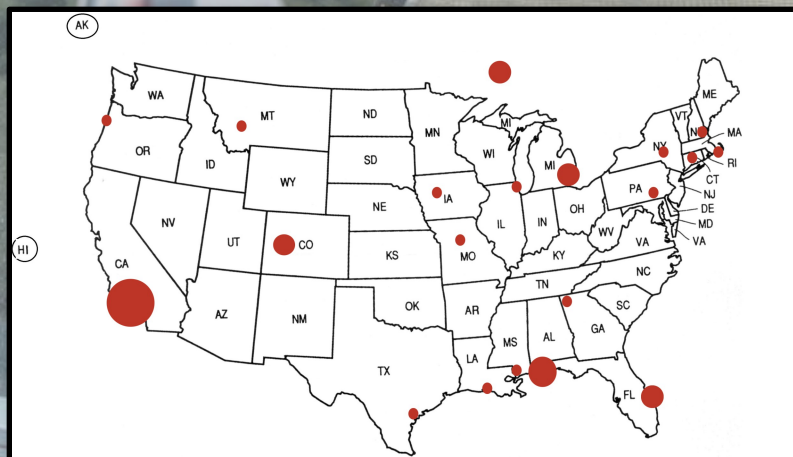 AK
WA
MT
ND
MN
MI
ME
VT
N
MA
OR
ID
SD
WI
MI
NY
RI
CT
WY
IA
PA
NJ
NV
UT
CO
NE
IL
IN
OH
WV
VA
DE
MD
VA
HI
CA
KS
MO
KY
NC
AZ
NM
OK
AR
TN
SC
TX
LA
MS
AL
GA
FL